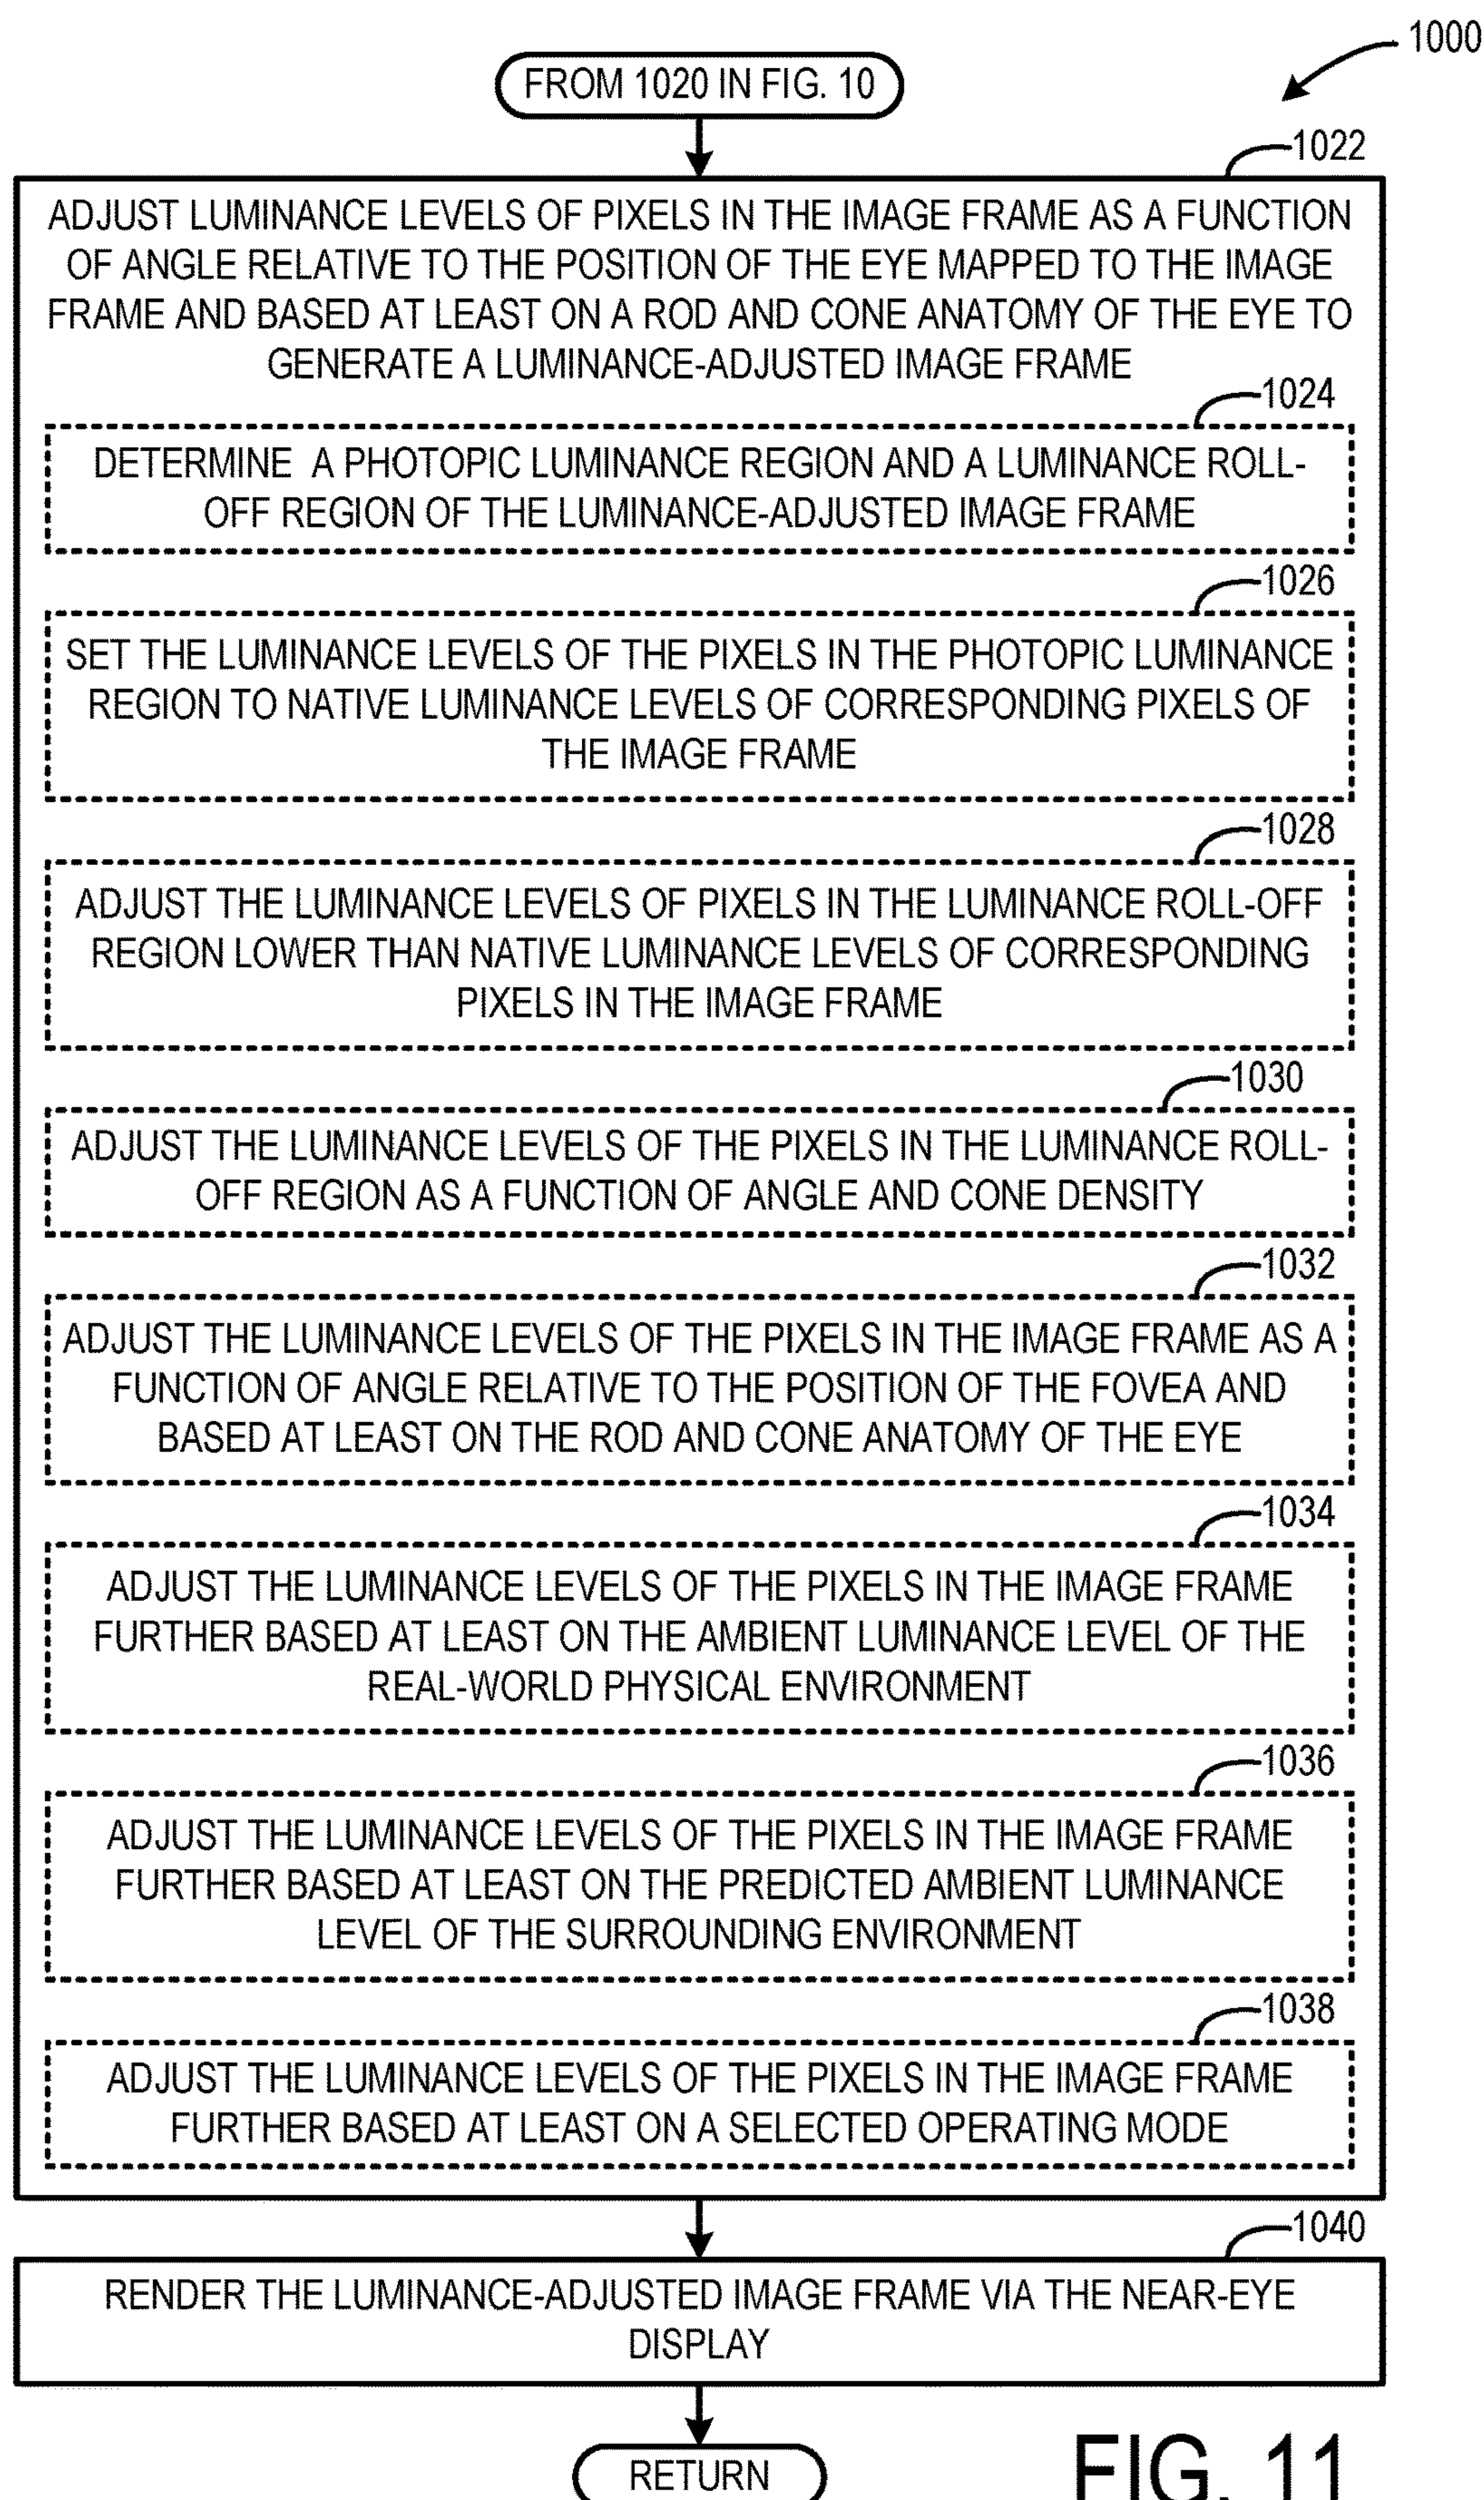 1000
FROM 1020 IN FIG. 10
1022
ADJUST LUMINANCE LEVELS OF PIXELS IN THE IMAGE FRAME AS A FUNCTION
OF ANGLE RELATIVE TO THE POSITION OF THE EYE MAPPED TO THE IMAGE
FRAME AND BASED AT LEAST ON A ROD AND CONE ANATOMY OF THE EYE TO
GENERATE A LUMINANCE-ADJUSTED IMAGE FRAME
1024
DETERMINE A PHOTOPIC LUMINANCE REGION AND A LUMINANCE ROLL-
OFF REGION OF THE LUMINANCE-ADJUSTED IMAGE FRAME
1026
SET THE LUMINANCE LEVELS OF THE PIXELS IN THE PHOTOPIC LUMINANCE
REGION TO NATIVE LUMINANCE LEVELS OF CORRESPONDING PIXELS OF
THE IMAGE FRAME
1028
ADJUST THE LUMINANCE LEVELS OF PIXELS IN THE LUMINANCE ROLL-OFF
REGION LOWER THAN NATIVE LUMINANCE LEVELS OF CORRESPONDING
PIXELS IN THE IMAGE FRAME
1030
ADJUST THE LUMINANCE LEVELS OF THE PIXELS IN THE LUMINANCE ROLL-
OFF REGION AS A FUNCTION OF ANGLE AND CONE DENSITY
1032
ADJUST THE LUMINANCE LEVELS OF THE PIXELS IN THE IMAGE FRAME AS A
FUNCTION OF ANGLE RELATIVE TO THE POSITION OF THE FOVEA AND
BASED AT LEAST ON THE ROD AND CONE ANATOMY OF THE EYE
1034
ADJUST THE LUMINANCE LEVELS OF THE PIXELS IN THE IMAGE FRAME
FURTHER BASED AT LEAST ON THE AMBIENT LUMINANCE LEVEL OF THE
REAL-WORLD PHYSICAL ENVIRONMENT
1036
ADJUST THE LUMINANCE LEVELS OF THE PIXELS IN THE IMAGE FRAME
FURTHER BASED AT LEAST ON THE PREDICTED AMBIENT LUMINANCE
LEVEL OF THE SURROUNDING ENVIRONMENT
1038
ADJUST THE LUMINANCE LEVELS OF THE PIXELS IN THE IMAGE FRAME
FURTHER BASED AT LEAST ON A SELECTED OPERATING MODE
1040
RENDER THE LUMINANCE-ADJUSTED IMAGE FRAME VIA THE NEAR-EYE
DISPLAY
RETURN
FIG. 11